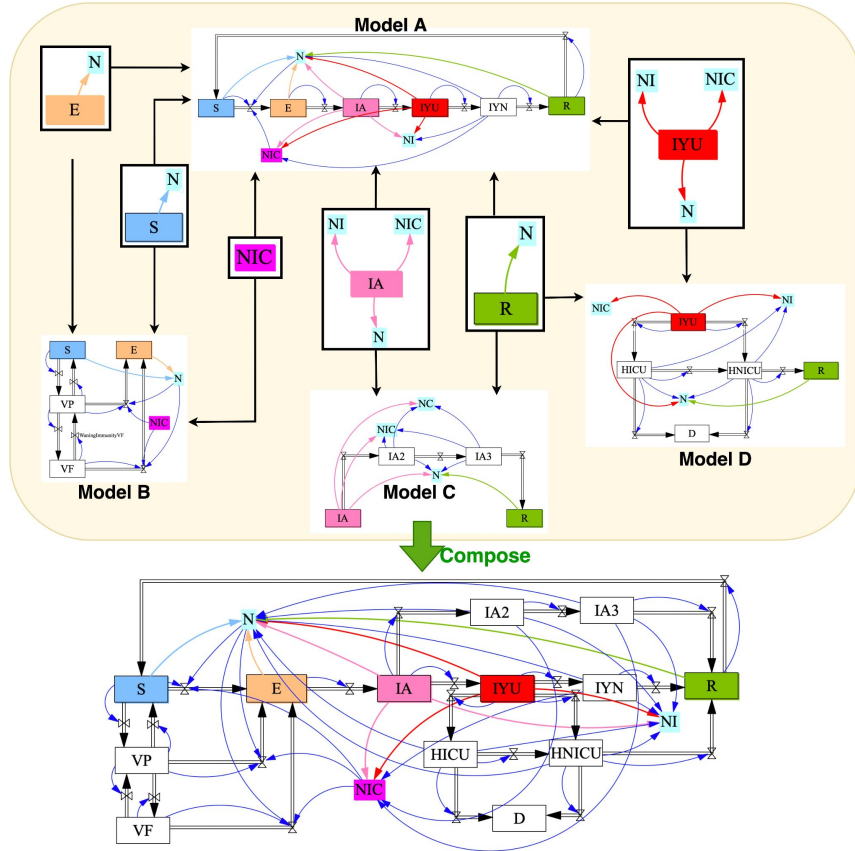 Model A
N
E
N
S
E
IA
IYU
IYN
R
NI
NIC
NI
NIC
IYU
N
N
S
NIC
NI
NIC
IA
N
N
R
S
E
N
VP
NIC
WaningImmunityVF
VF
Model B
NC
NIC
IA2
IA3
N
Model C
IA
R
NIC
NI
IYU
HICU
HNICU
R
N
D
Model D
Compose
N
IA2
IA3
S
E
IA
IYU
IYN
R
NI
VP
HICU
HNICU
NIC
VF
D